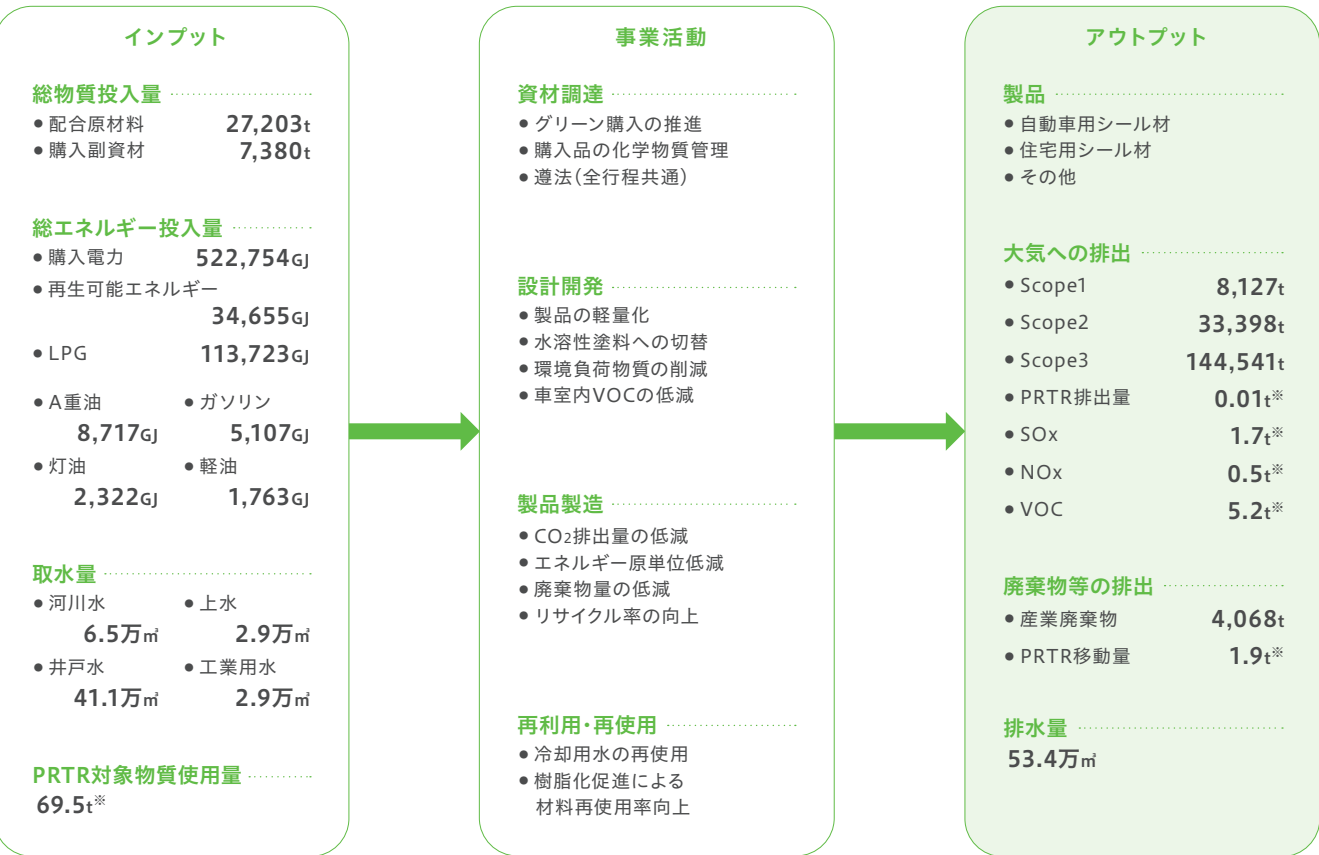 インプット
総物質投入量
● 配合原材料 27,203t
● 購入副資材 7,380t
総エネルギー投入量
● 購入電力 522,754GJ
● 再生可能エネルギー
34,655GJ
● LPG 113,723GJ
● A重油 ● ガソリン
8,717GJ 5,107GJ
● 灯油 ● 軽油
2,322GJ 1,763GJ
取水量
● 河川水 ● 上水
6.5万㎥ 2.9万㎥
● 井戸水 ● 工業用水
41.1万㎥ 2.9万㎥
PRTR対象物質使用量
69.5t※
事業活動
資材調達
● グリーン購入の推進
● 購入品の化学物質管理
● 遵法(全行程共通)
設計開発
● 製品の軽量化
● 水溶性塗料への切替
● 環境負荷物質の削減
● 車室内VOCの低減
製品製造
● CO2排出量の低減
● エネルギー原単位低減
● 廃棄物量の低減
● リサイクル率の向上
再利用・再使用
● 冷却用水の再使用
● 樹脂化促進による
材料再使用率向上
アウトプット
製品
● 自動車用シール材
● 住宅用シール材
● その他
大気への排出
● Scope1 8,127t
● Scope2 33,398t
● Scope3 144,541t
● PRTR排出量 0.01t※
● SOx 1.7t※
● NOx 0.5t※
● VOC 5.2t※
廃棄物等の排出
● 産業廃棄物 4,068t
● PRTR移動量 1.9t※
排水量
53.4万㎥